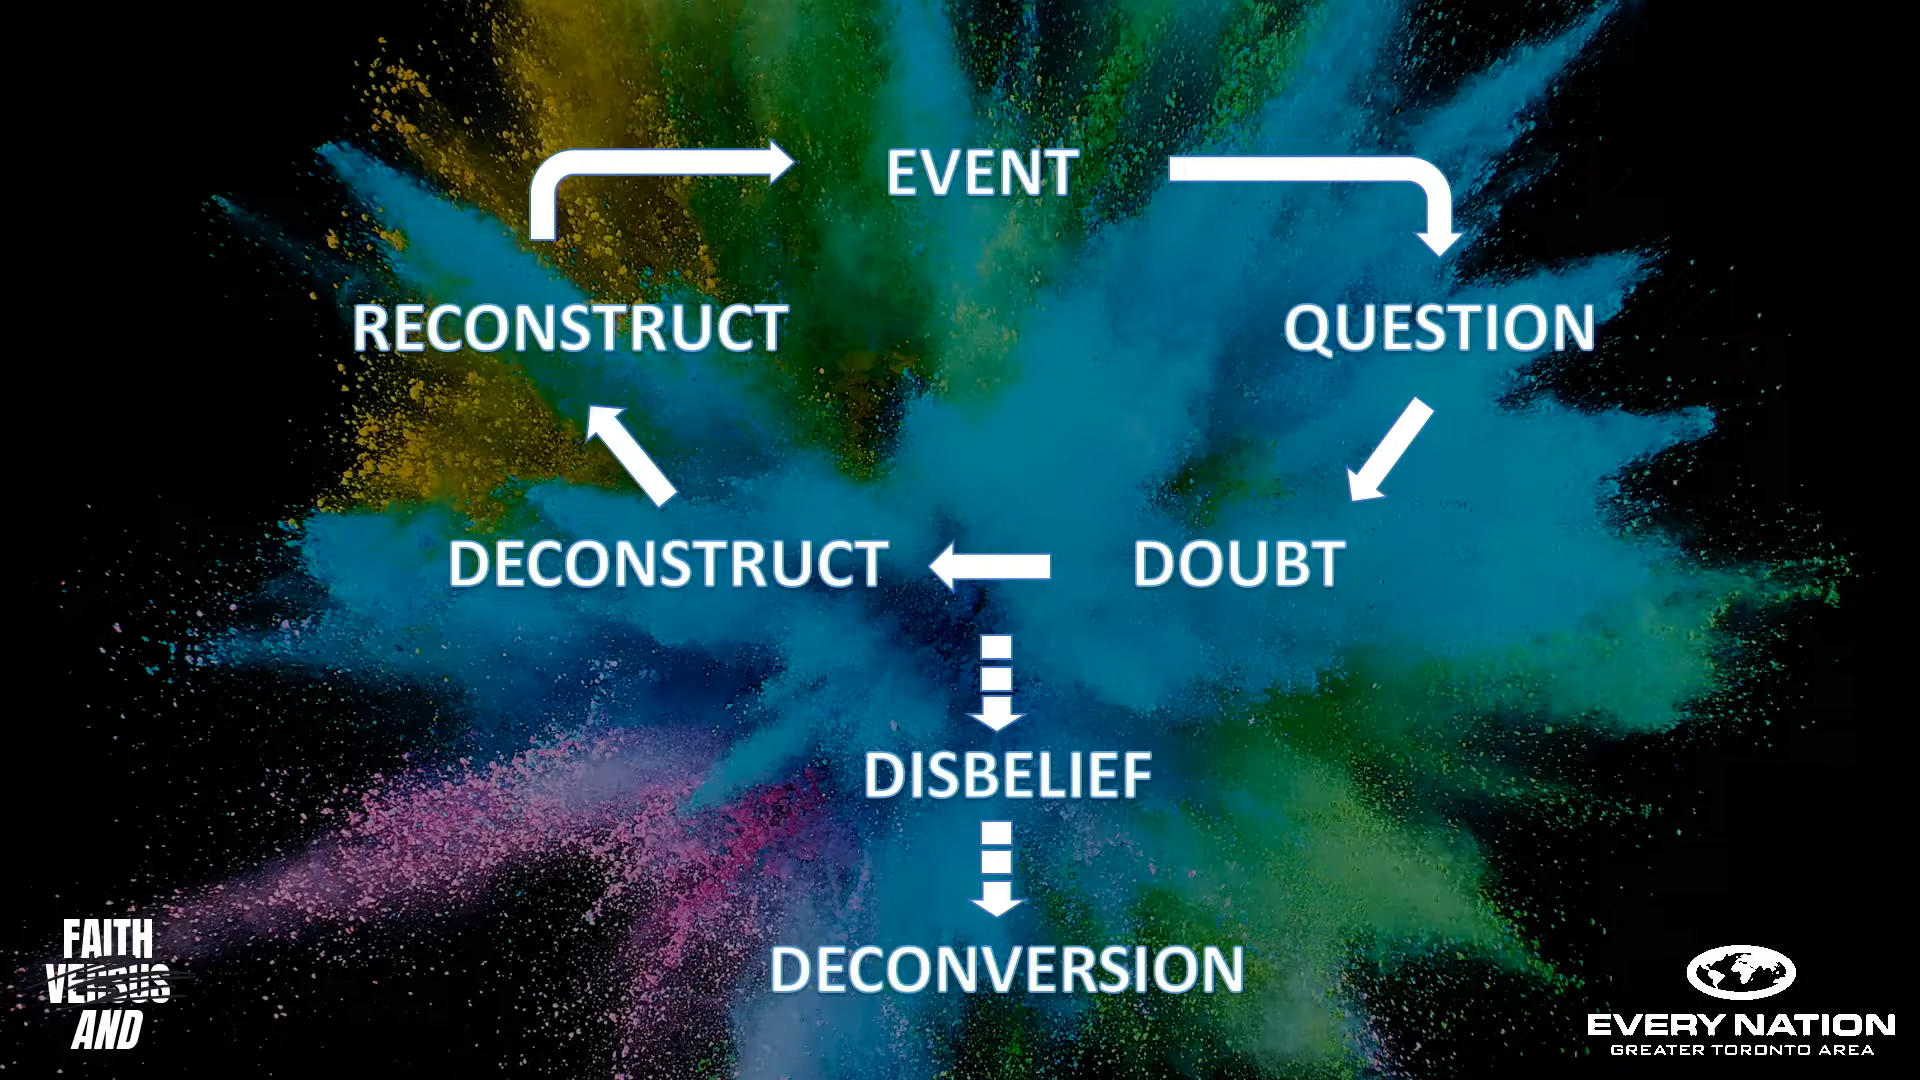 EVENT
RECONSTRUCT
QUESTION
DECONSTRUCT
DOUBT
DISBELIEF
DECONVERSION
FAITH
VERSUS
AND
EVERY NATION
GREATER TORONTO AREA